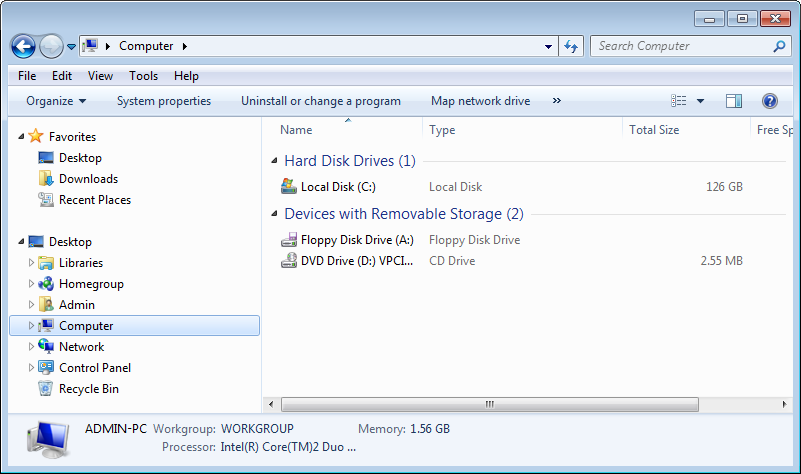 Computer
Search Computer
File Edit View Tools Help
Organize System properties Uninstall or change a program Map network drive »
Favorites
Desktop
Downloads
Recent Places
Desktop
Libraries
Homegroup
Admin
Computer
Network
Control Panel
Recycle Bin
Name Type Total Size Free Sp
Hard Disk Drives (1)
Local Disk (C:) Local Disk 126 GB
Devices with Removable Storage (2)
Floppy Disk Drive (A:) Floppy Disk Drive
DVD Drive (D:) VPCI... CD Drive 2.55 MB
ADMIN-PC Workgroup: WORKGROUP Memory: 1.56 GB
Processor: Intel(R) Core(TM)2 Duo ...